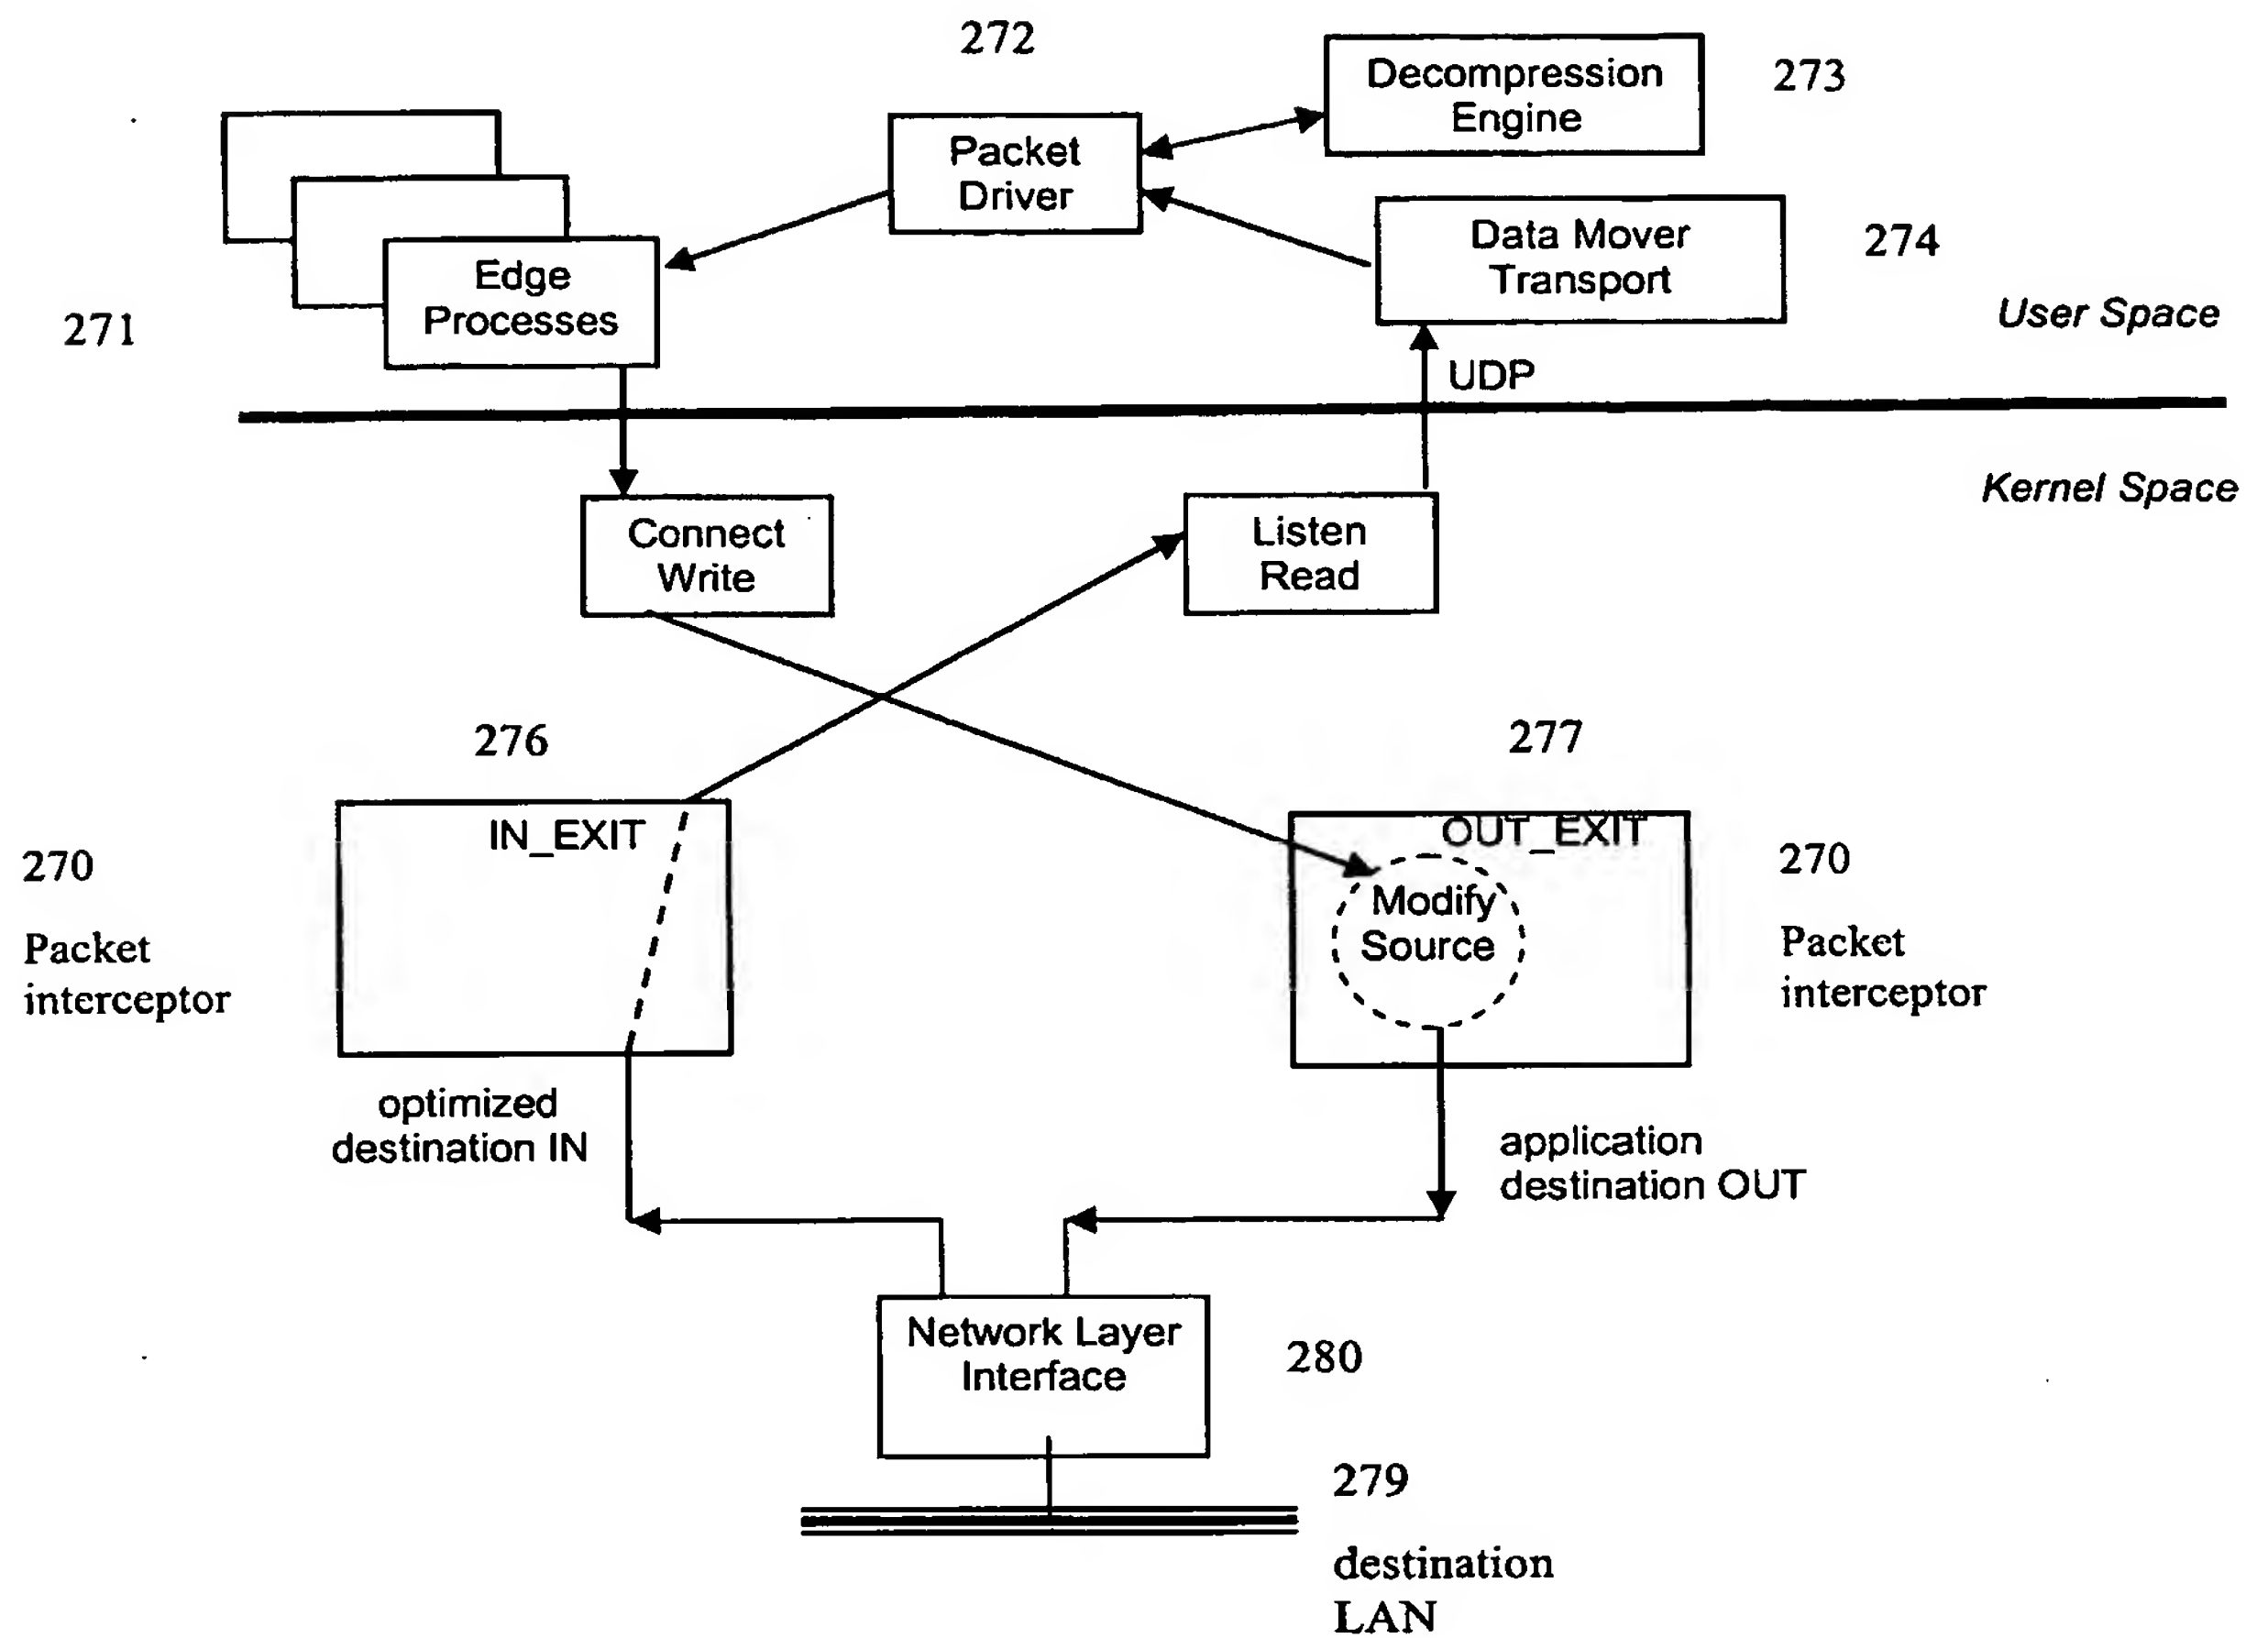 272
Decompression
Engine
273
Packet
Driver
Data Mover
Transport
274
Edge
Processes
271
User Space
UDP
Kernel Space
Connect
Write
Listen
Read
276
277
IN_EXIT
OUT_EXIT
270
Packet
interceptor
Modify
Source
270
Packet
interceptor
optimized
destination IN
application
destination OUT
Network Layer
Interface
280
279
destination
LAN